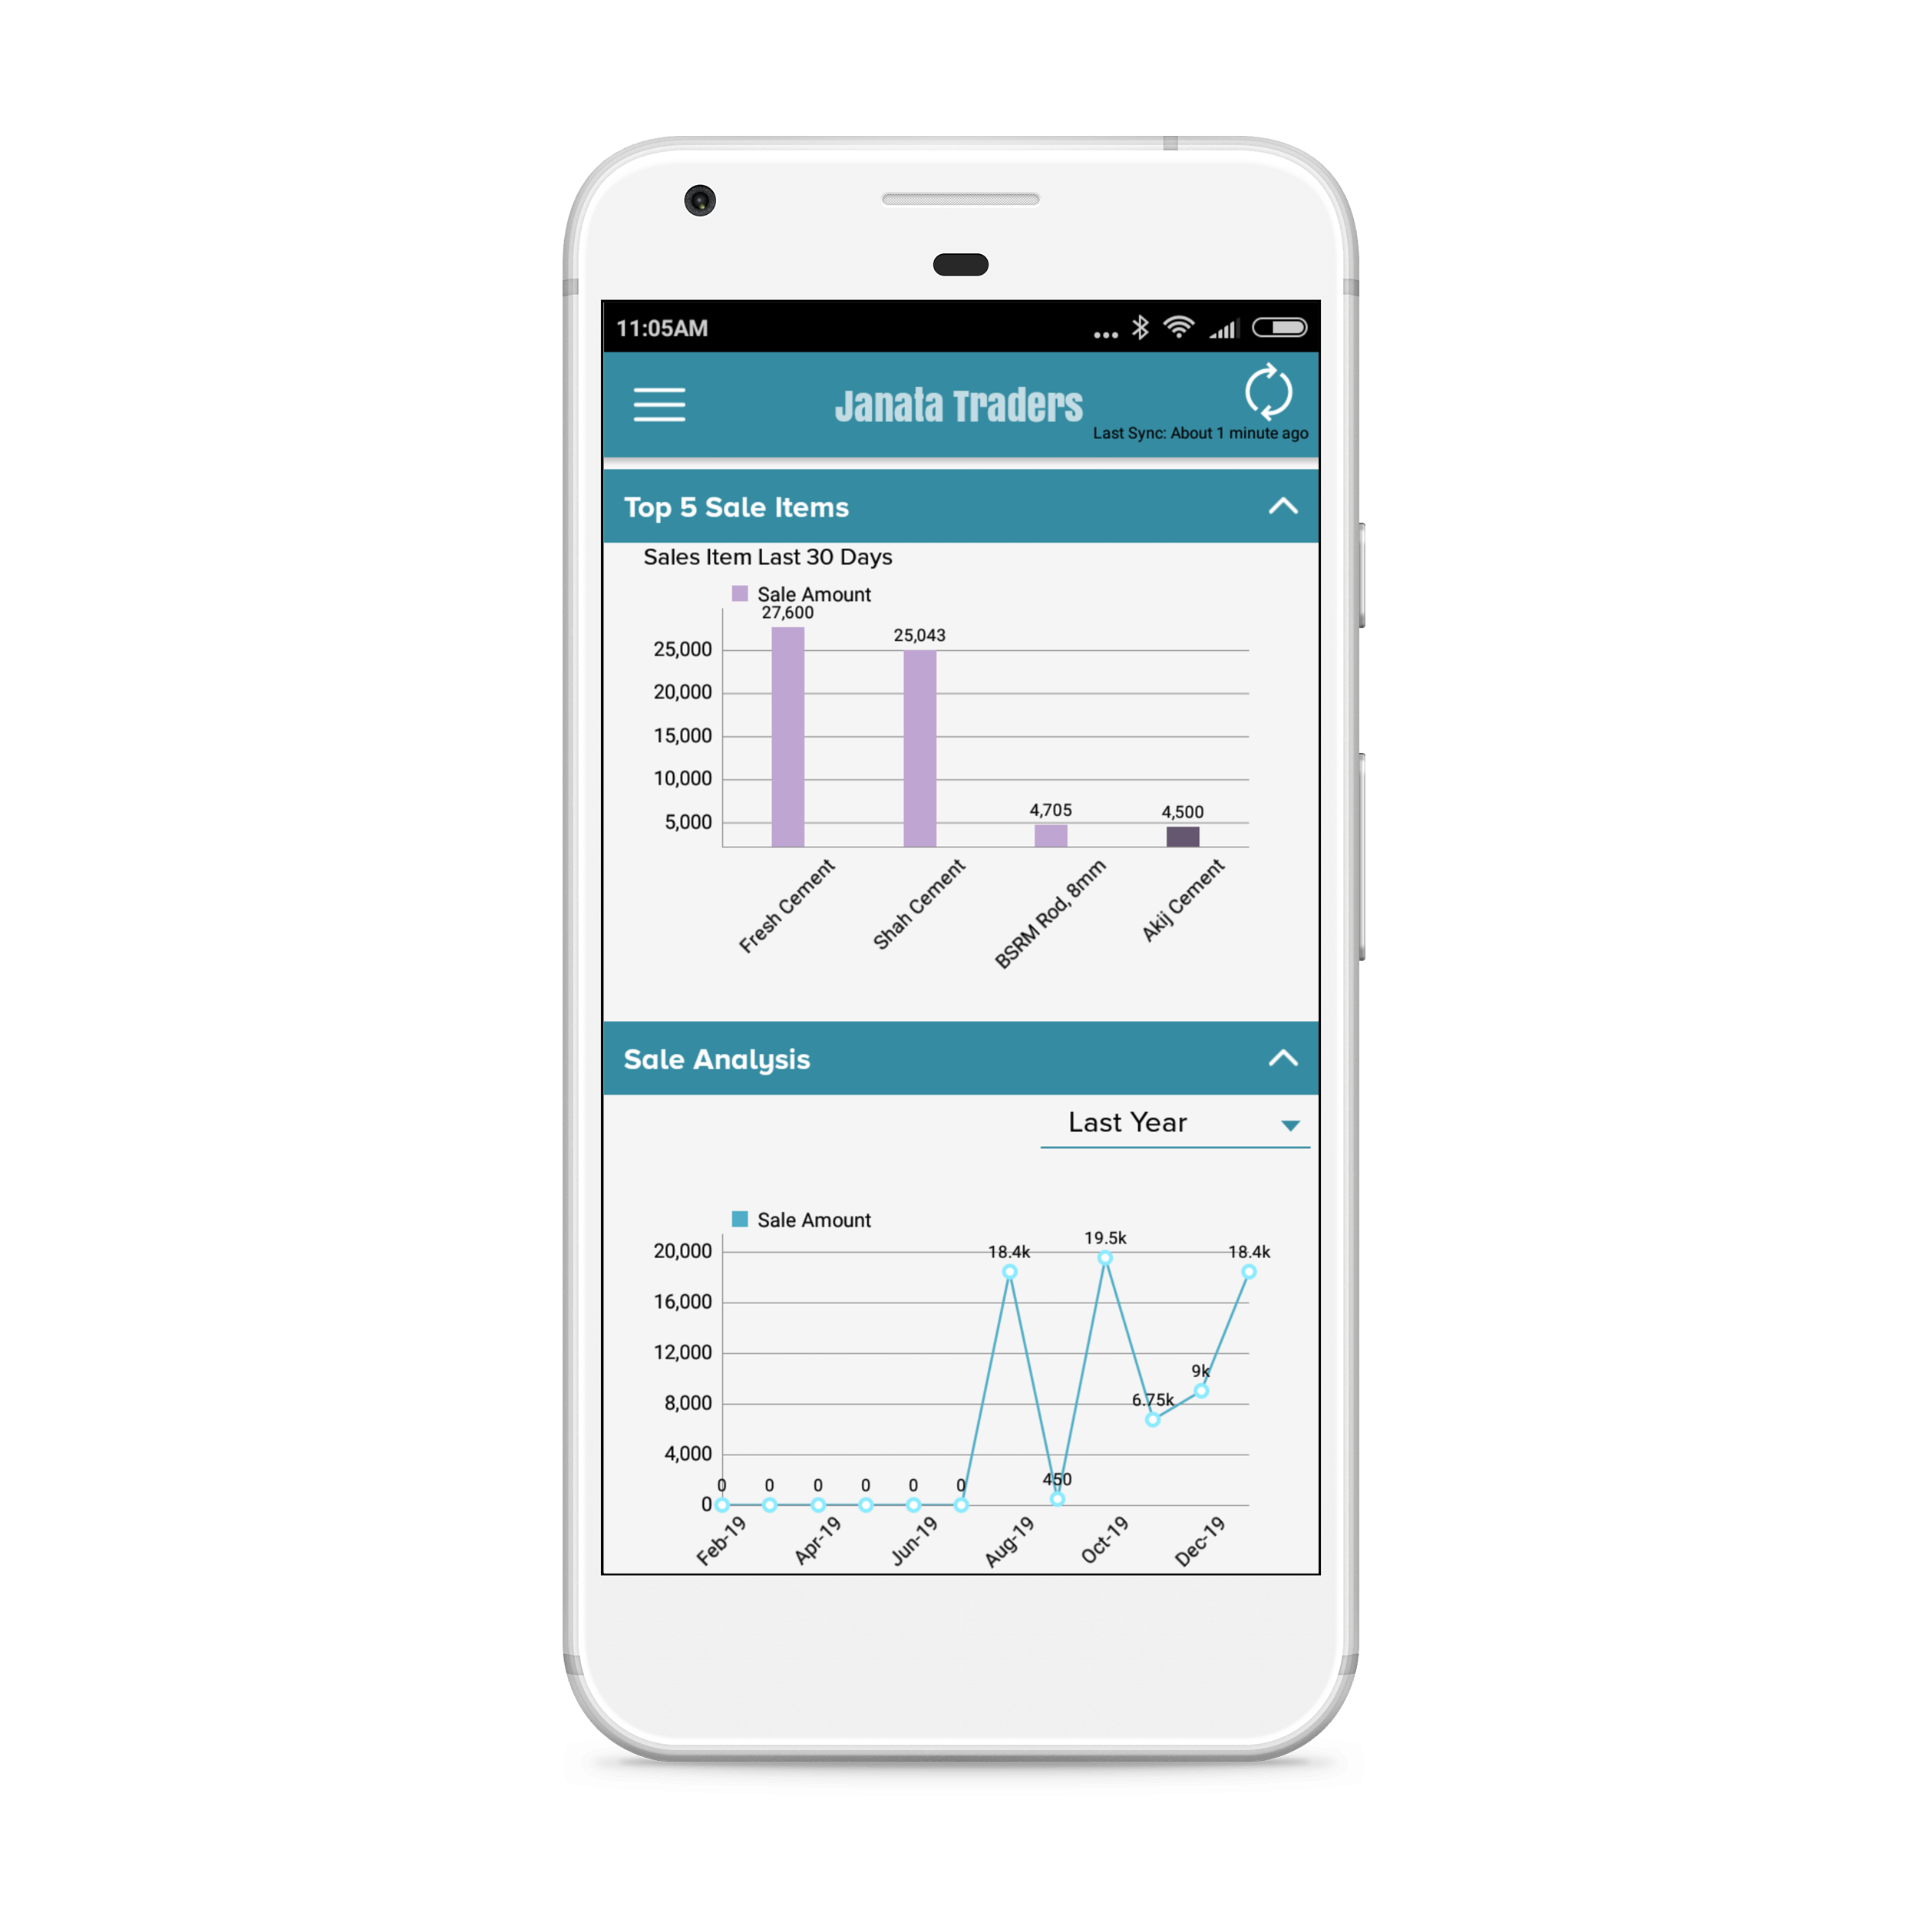 11:05AM
Janata Traders
Last Sync: About 1 minute ago
Top 5 Sale Items
Sales Item Last 30 Days
Sale Amount
27,600
25,043
4,705
4,500
25,000
20,000
15,000
10,000
5,000
Fresh Cement
Shah Cement
BSRM Rod, 8mm
Akij Cement
Sale Analysis
Last Year
Sale Amount
20,000
16,000
12,000
8,000
4,000
0
0
0
0
0
0
0
18.4k
450
19.5k
6.75k
9k
18.4k
Feb-19
Apr-19
Jun-19
Aug-19
Oct-19
Dec-19